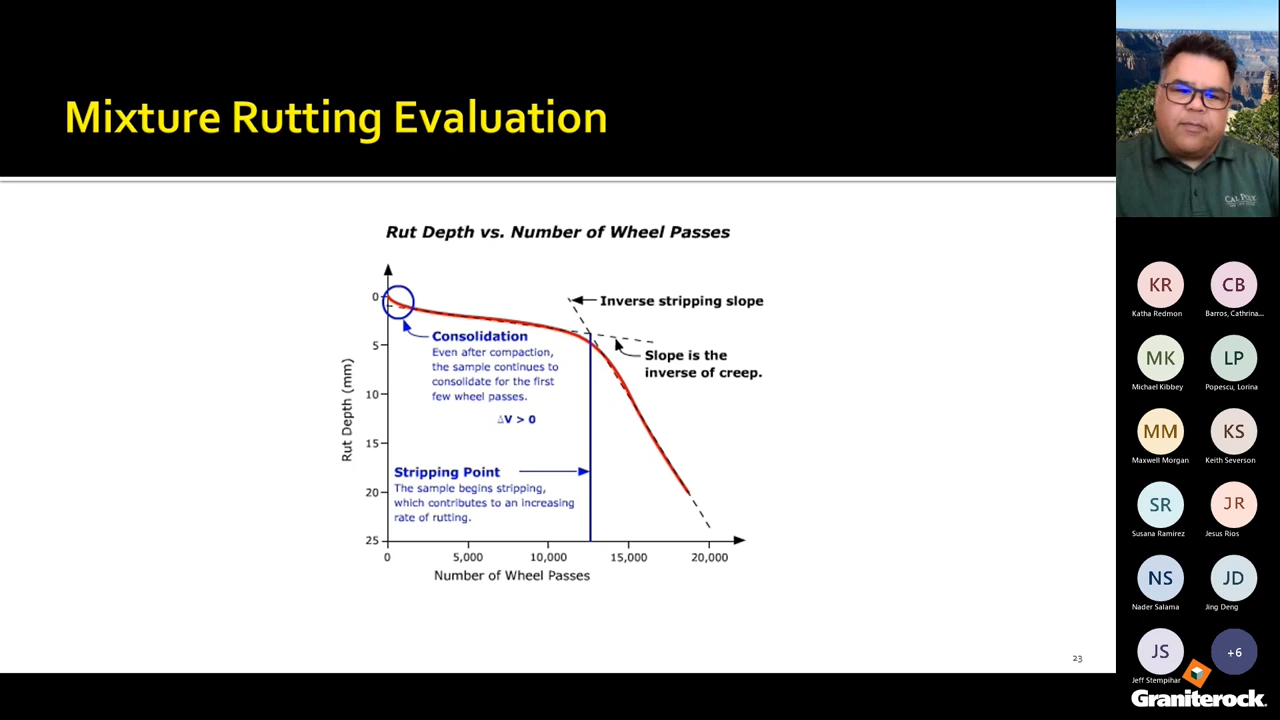 Mixture Rutting Evaluation
Rut Depth vs. Number of Wheel Passes
0
5
10
15
20
25
Rut Depth (mm)
Inverse stripping slope
Slope is the
inverse of creep.
Consolidation
Even after compaction,
the sample continues to
consolidate for the first
few wheel passes.
ΔV > 0
Stripping Point
The sample begins stripping,
which contributes to an increasing
rate of rutting.
0
5,000
10,000
15,000
20,000
Number of Wheel Passes
23
CAL POLY
KR
Katha Redmon
CB
Barros, Cathrina...
MK
Michael Kibbey
LP
Popescu, Lorina
MM
Maxwell Morgan
KS
Keith Severson
SR
Susana Ramirez
JR
Jesus Rios
NS
Nader Salama
JD
Jing Deng
JS
Jeff Stempihar
+6
Graniterock.